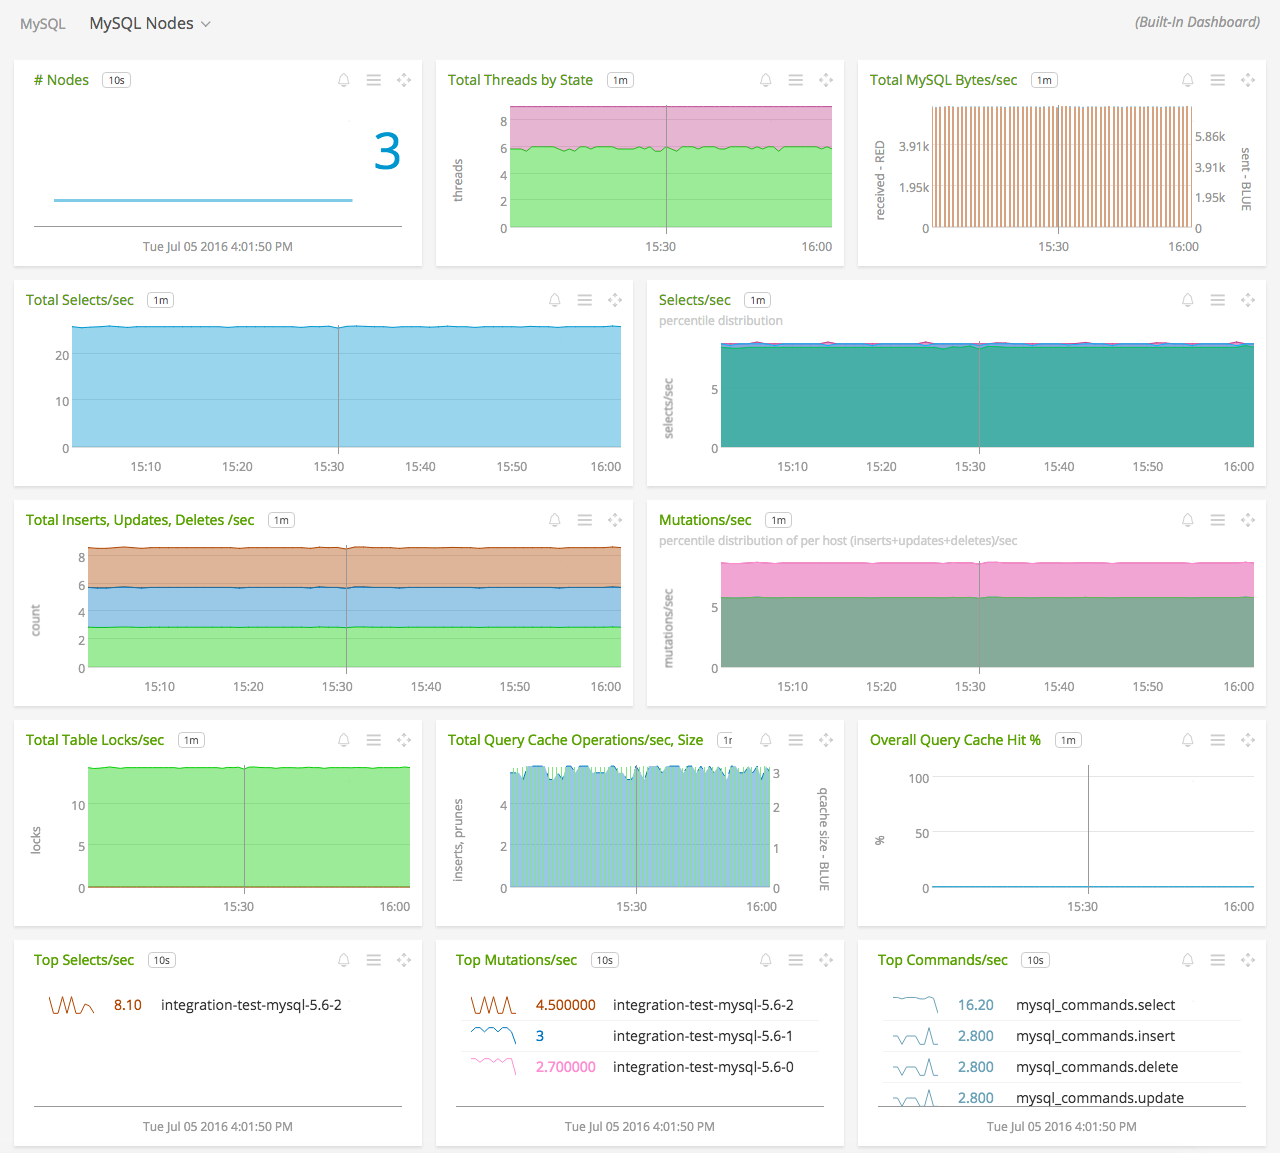 MySQL MySQL Nodes (Built-In Dashboard)
# Nodes 10s
3
Tue Jul 05 2016 4:01:50 PM
Total Threads by State 1m
threads
8
6
4
2
0
15:30 16:00
Total MySQL Bytes/sec 1m
received - RED
3.91k
1.95k
0
5.86k
3.91k
1.95k
0
sent - BLUE
15:30 16:00
Total Selects/sec 1m
20
10
0
15:10 15:20 15:30 15:40 15:50 16:00
Selects/sec 1m
percentile distribution
selects/sec
5
0
15:10 15:20 15:30 15:40 15:50 16:00
Total Inserts, Updates, Deletes /sec 1m
count
8
6
4
2
0
15:10 15:20 15:30 15:40 15:50 16:00
Mutations/sec 1m
percentile distribution of per host (inserts+updates+deletes)/sec
mutations/sec
5
0
15:10 15:20 15:30 15:40 15:50 16:00
Total Table Locks/sec 1m
locks
10
5
0
15:30 16:00
Total Query Cache Operations/sec, Size
inserts, prunes
4
2
0
3
2
1
0
qcache size - BLUE
15:30 16:00
Overall Query Cache Hit % 1m
%
100
50
0
15:30 16:00
Top Selects/sec 10s
8.10 integration-test-mysql-5.6-2
Tue Jul 05 2016 4:01:50 PM
Top Mutations/sec 10s
4.500000 integration-test-mysql-5.6-2
3 integration-test-mysql-5.6-1
2.700000 integration-test-mysql-5.6-0
Tue Jul 05 2016 4:01:50 PM
Top Commands/sec 10s
16.20 mysql_commands.select
2.800 mysql_commands.insert
2.800 mysql_commands.delete
2.800 mysql_commands.update
Tue Jul 05 2016 4:01:50 PM